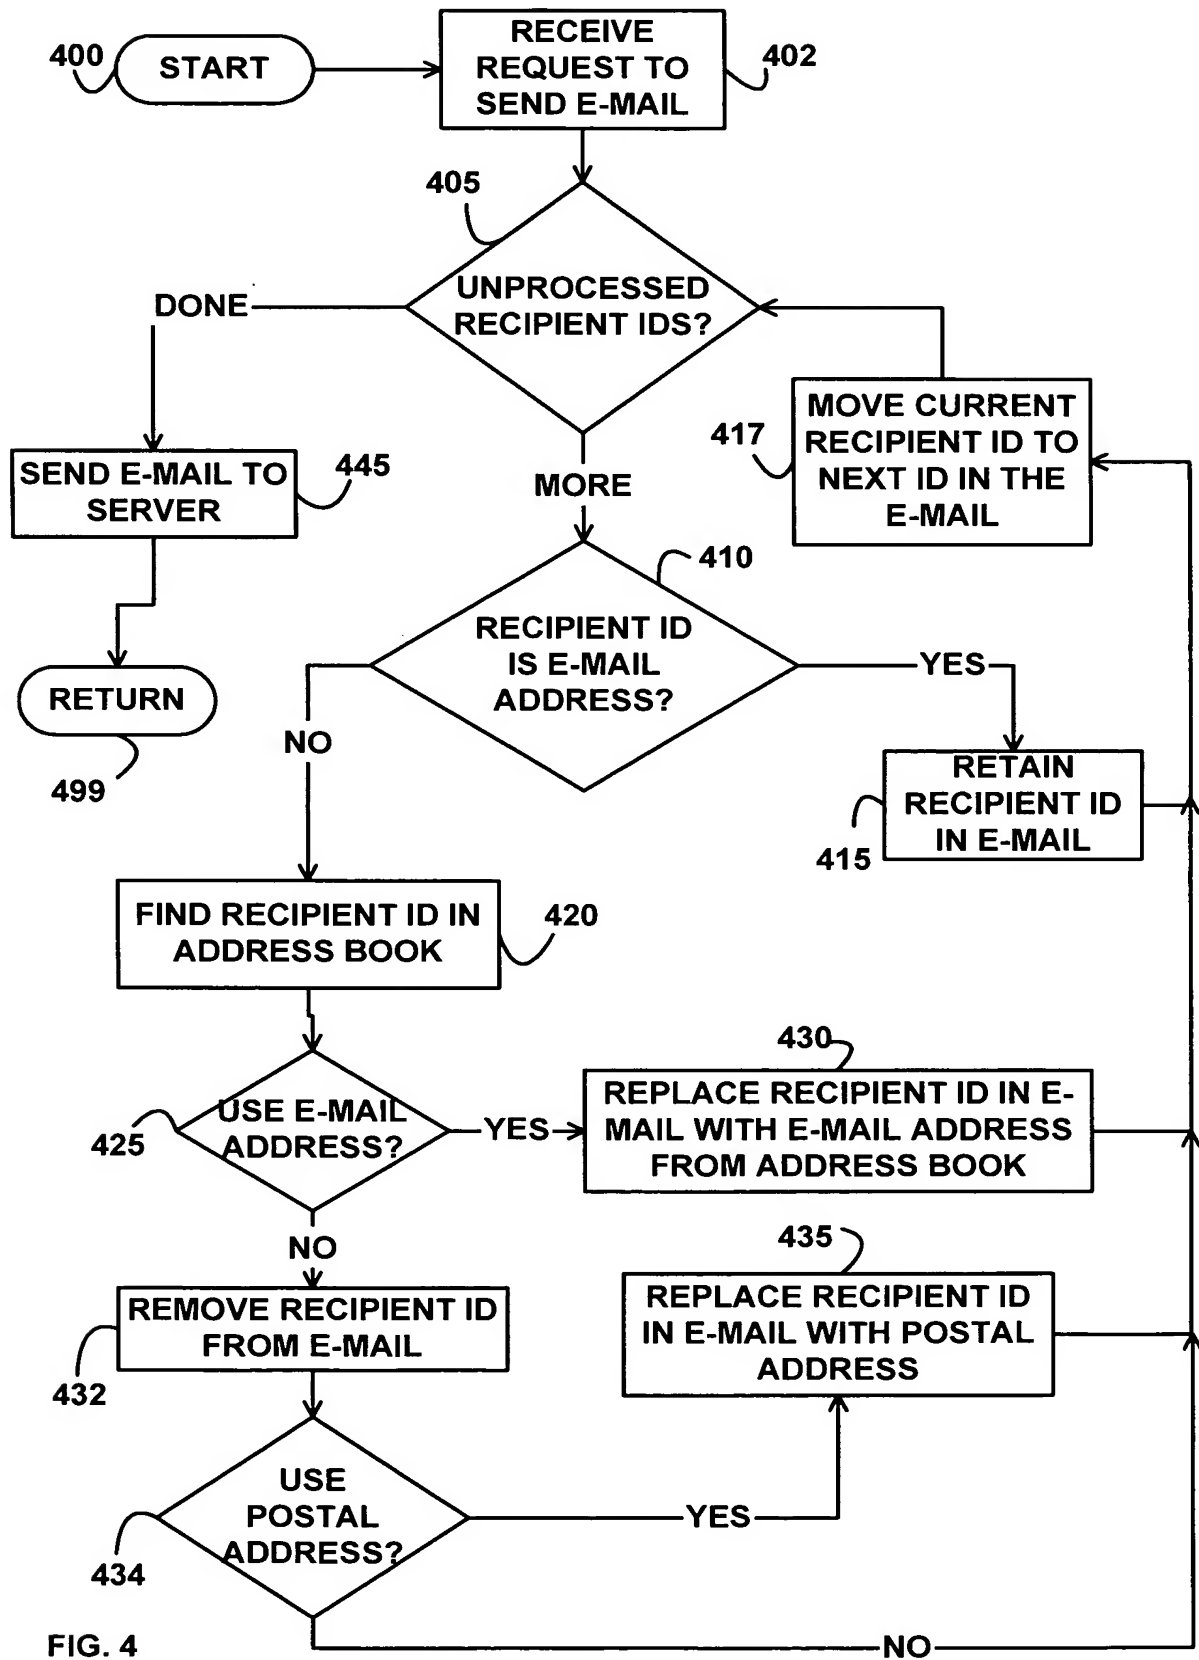 400
START
RECEIVE
REQUEST TO
SEND E-MAIL
402
405
UNPROCESSED
RECIPIENT IDS?
DONE
MOVE CURRENT
RECIPIENT ID TO
NEXT ID IN THE
E-MAIL
417
SEND E-MAIL TO
SERVER
445
MORE
410
RECIPIENT ID
IS E-MAIL
ADDRESS?
YES
RETURN
499
NO
RETAIN
RECIPIENT ID
IN E-MAIL
415
FIND RECIPIENT ID IN
ADDRESS BOOK
420
425
USE E-MAIL
ADDRESS?
YES
430
REPLACE RECIPIENT ID IN E-
MAIL WITH E-MAIL ADDRESS
FROM ADDRESS BOOK
NO
REMOVE RECIPIENT ID
FROM E-MAIL
432
435
REPLACE RECIPIENT ID
IN E-MAIL WITH POSTAL
ADDRESS
USE
POSTAL
ADDRESS?
434
YES
NO
FIG. 4